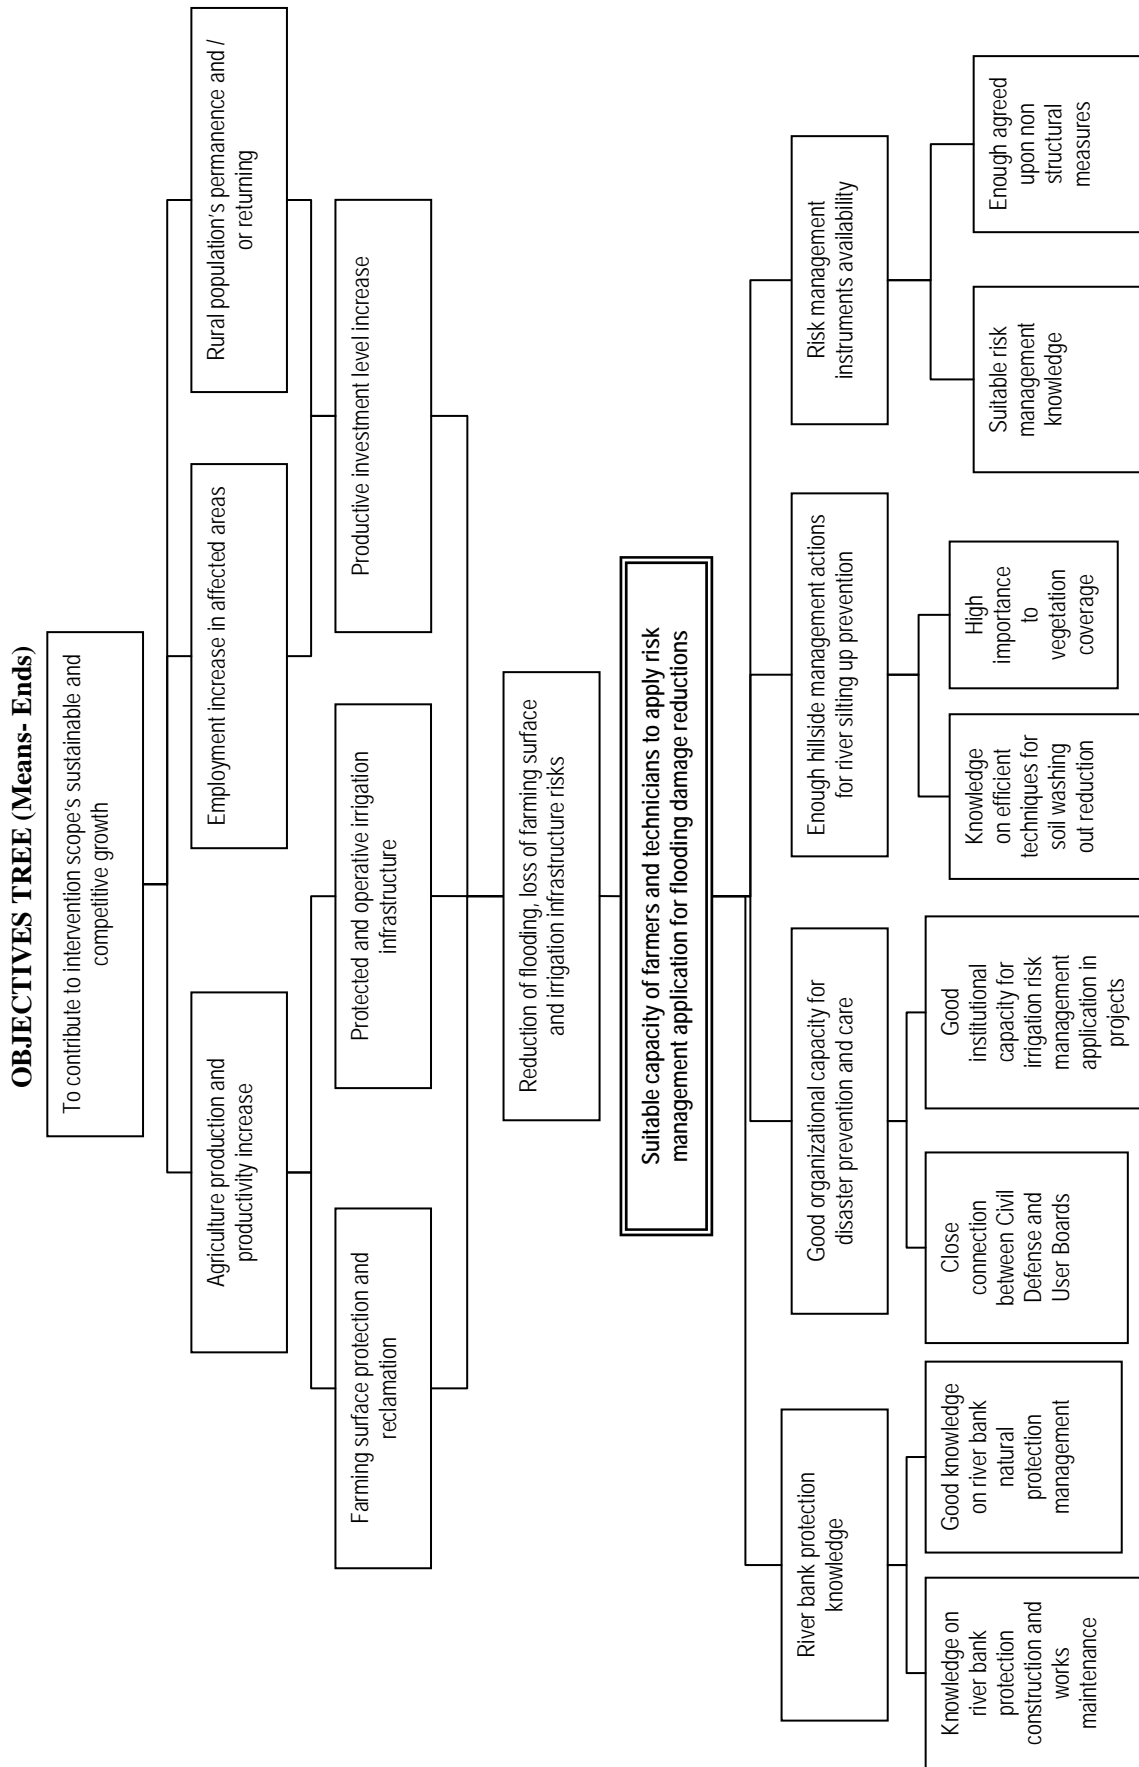 OBJECTIVES TREE (Means- Ends)
To contribute to intervention scope's sustainable and
competitive growth
Agriculture production and
productivity increase
Employment increase in affected areas
Rural population's permanence and /
or returning
Farming surface protection and
reclamation
Protected and operative irrigation
infrastructure
Productive investment level increase
Reduction of flooding, loss of farming surface
and irrigation infrastructure risks
Suitable capacity of farmers and technicians to apply risk
management application for flooding damage reductions
River bank protection
knowledge
Good organizational capacity for
disaster prevention and care
Enough hillside management actions
for river silting up prevention
Risk management
instruments availability
Knowledge on
river bank
protection
construction and
works
maintenance
Good knowledge
on river bank
natural
protection
management
Close
connection
between Civil
Defense and
User Boards
Good
institutional
capacity for
irrigation risk
management
application in
projects
Knowledge
on efficient
techniques for
soil washing
out reduction
High
importance
to
vegetation
coverage
Suitable risk
management
knowledge
Enough agreed
upon non
structural
measures